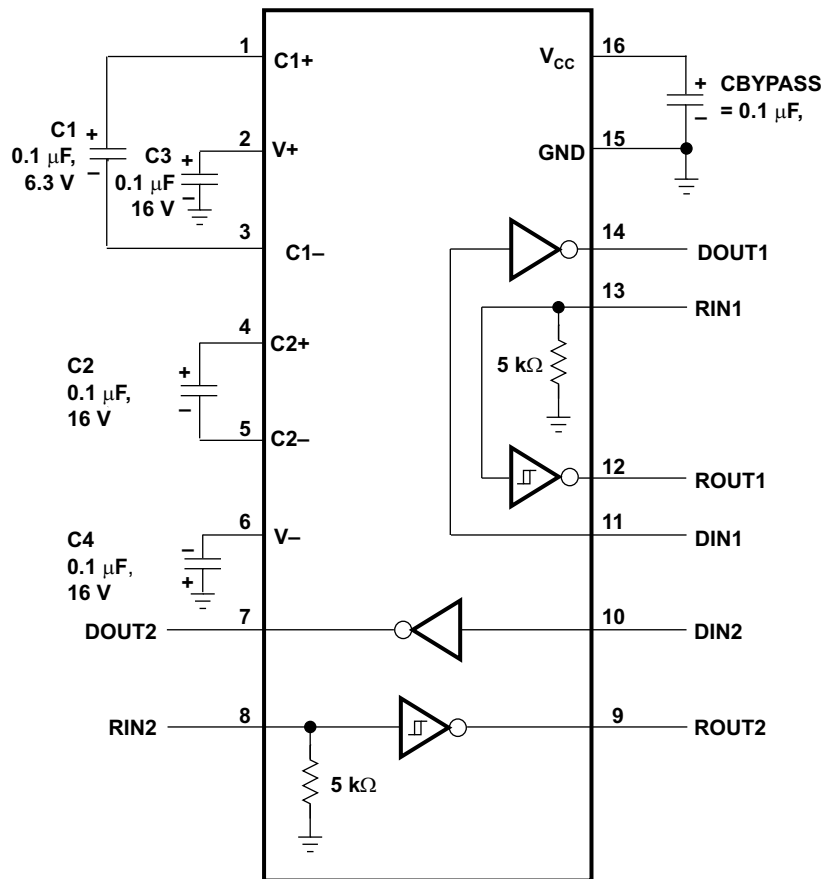 1
C1+
C1
0.1 μF,
6.3 V
+
–
2
V+
C3
0.1 μF
16 V
+
–
3
C1–
4
C2+
C2
0.1 μF,
16 V
+
–
5
C2–
6
V–
C4
0.1 μF,
16 V
–
+
DOUT2
7
RIN2
8
5 kΩ
VCC
16
+
–
CBYPASS
= 0.1 μF,
GND
15
14
DOUT1
13
RIN1
5 kΩ
12
ROUT1
11
DIN1
10
DIN2
9
ROUT2